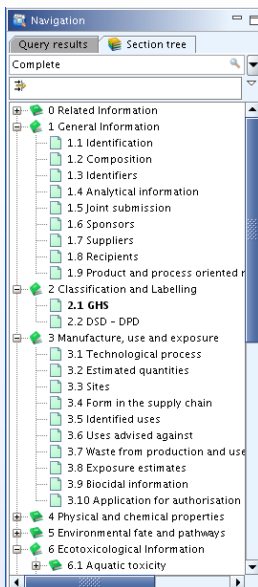 Navigation
Query results
Section tree
Complete
0 Related Information
1 General Information
1.1 Identification
1.2 Composition
1.3 Identifiers
1.4 Analytical information
1.5 Joint submission
1.6 Sponsors
1.7 Suppliers
1.8 Recipients
1.9 Product and process oriented r
2 Classification and Labelling
2.1 GHS
2.2 DSD - DPD
3 Manufacture, use and exposure
3.1 Technological process
3.2 Estimated quantities
3.3 Sites
3.4 Form in the supply chain
3.5 Identified uses
3.6 Uses advised against
3.7 Waste from production and use
3.8 Exposure estimates
3.9 Biocidal information
3.10 Application for authorisation
4 Physical and chemical properties
5 Environmental fate and pathways
6 Ecotoxicological Information
6.1 Aquatic toxicity